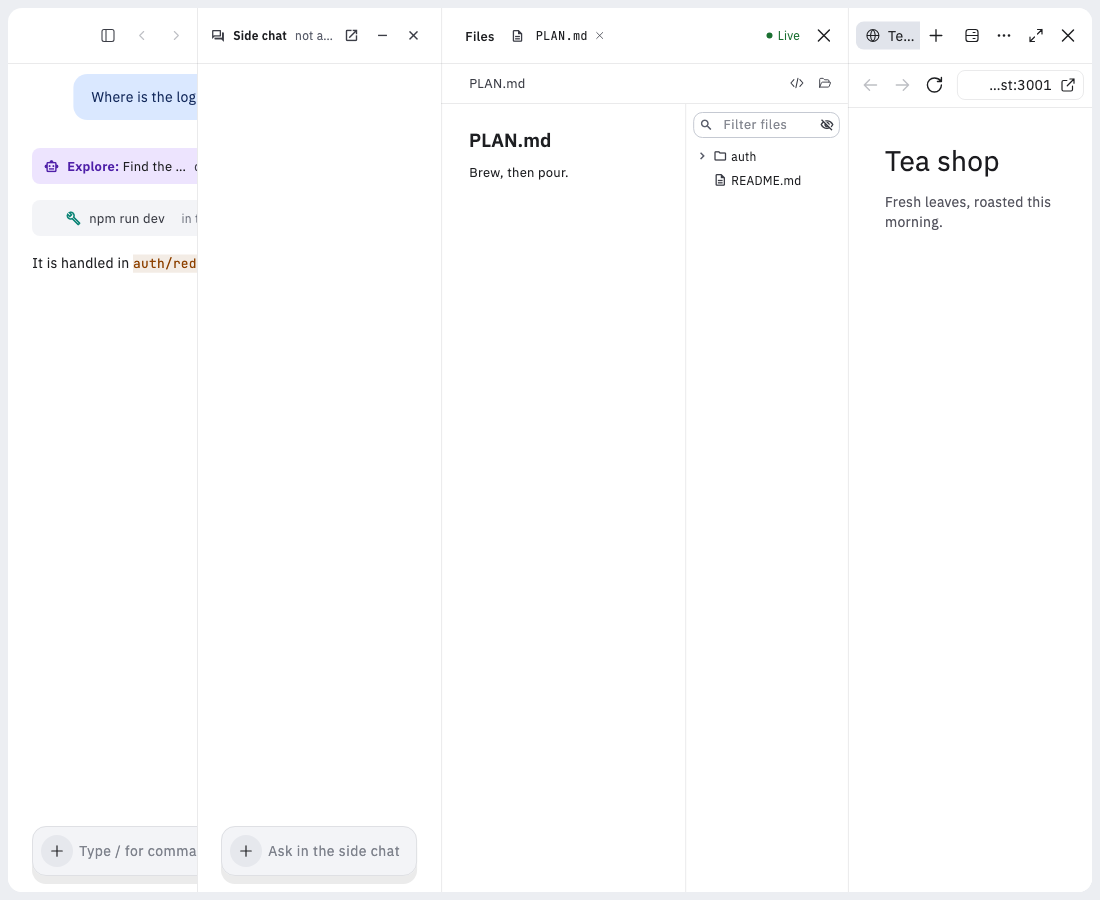 Where is the log
Explore: Find the ...
npm run dev in t
It is handled in auth/red
Type / for comma
Side chat not a...
Ask in the side chat
Files PLAN.md Live
PLAN.md
PLAN.md
Brew, then pour.
Filter files
auth
README.md
Te...
...st:3001
Tea shop
Fresh leaves, roasted this
morning.